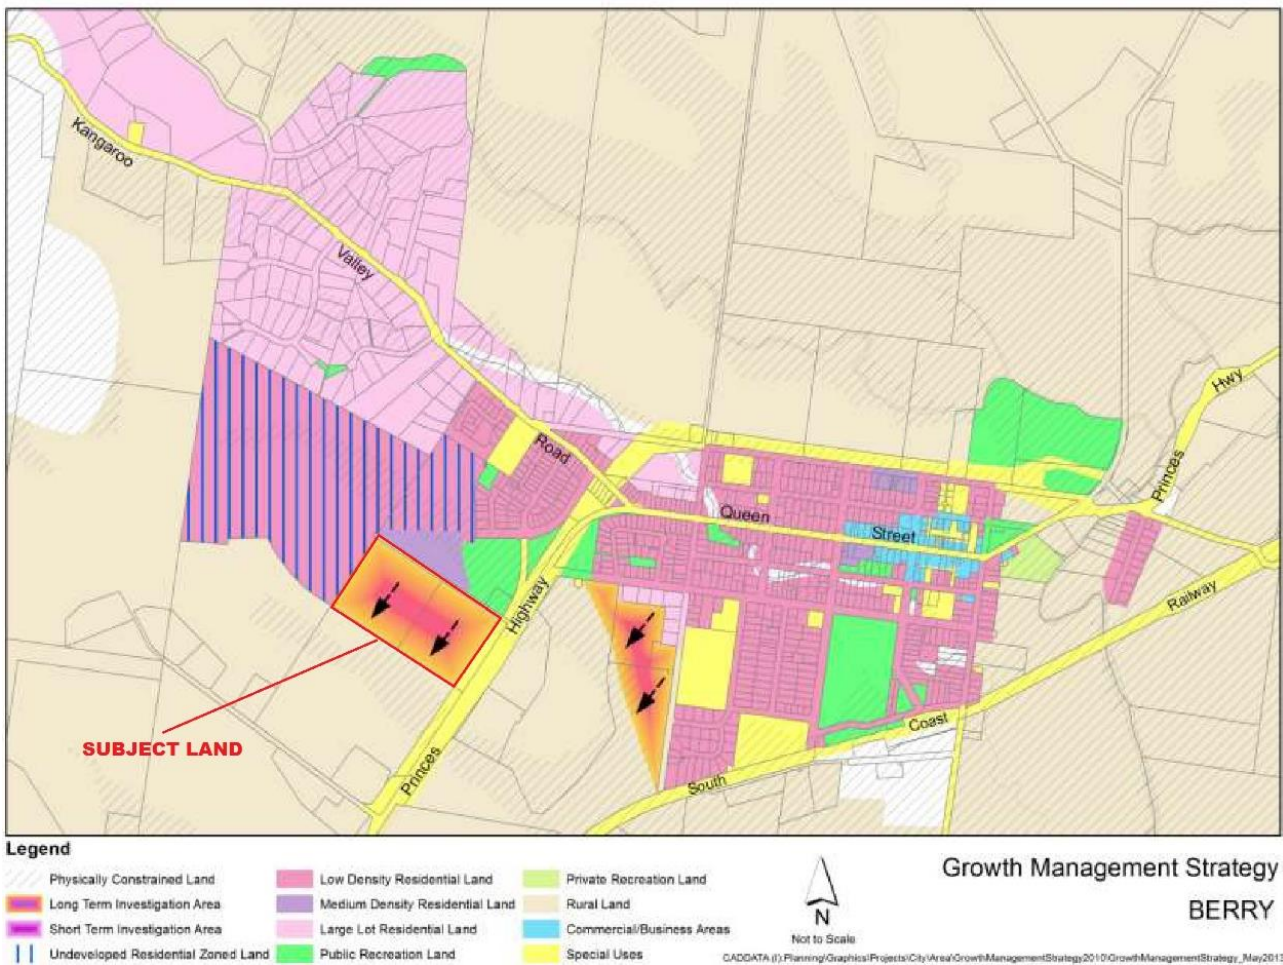 Kangaroo
Valley
Road
Hwy
Princes
Queen
Street
Highway
Railway
SUBJECT LAND
Coast
Princes
South
Legend
Physically Constrained Land
Long Term Investigation Area
Short Term Investigation Area
Undeveloped Residential Zoned Land
Low Density Residential Land
Medium Density Residential Land
Large Lot Residential Land
Public Recreation Land
Private Recreation Land
Rural Land
Commercial/Business Areas
Special Uses
N
Not to Scale
Growth Management Strategy
BERRY